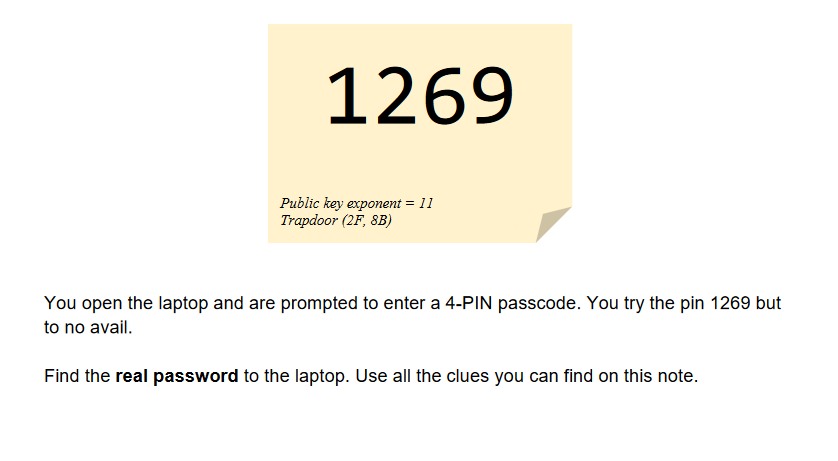 1269
Public key exponent = 11
Trapdoor (2F, 8B)
You open the laptop and are prompted to enter a 4-PIN passcode. You try the pin 1269 but
to no avail.
Find the real password to the laptop. Use all the clues you can find on this note.